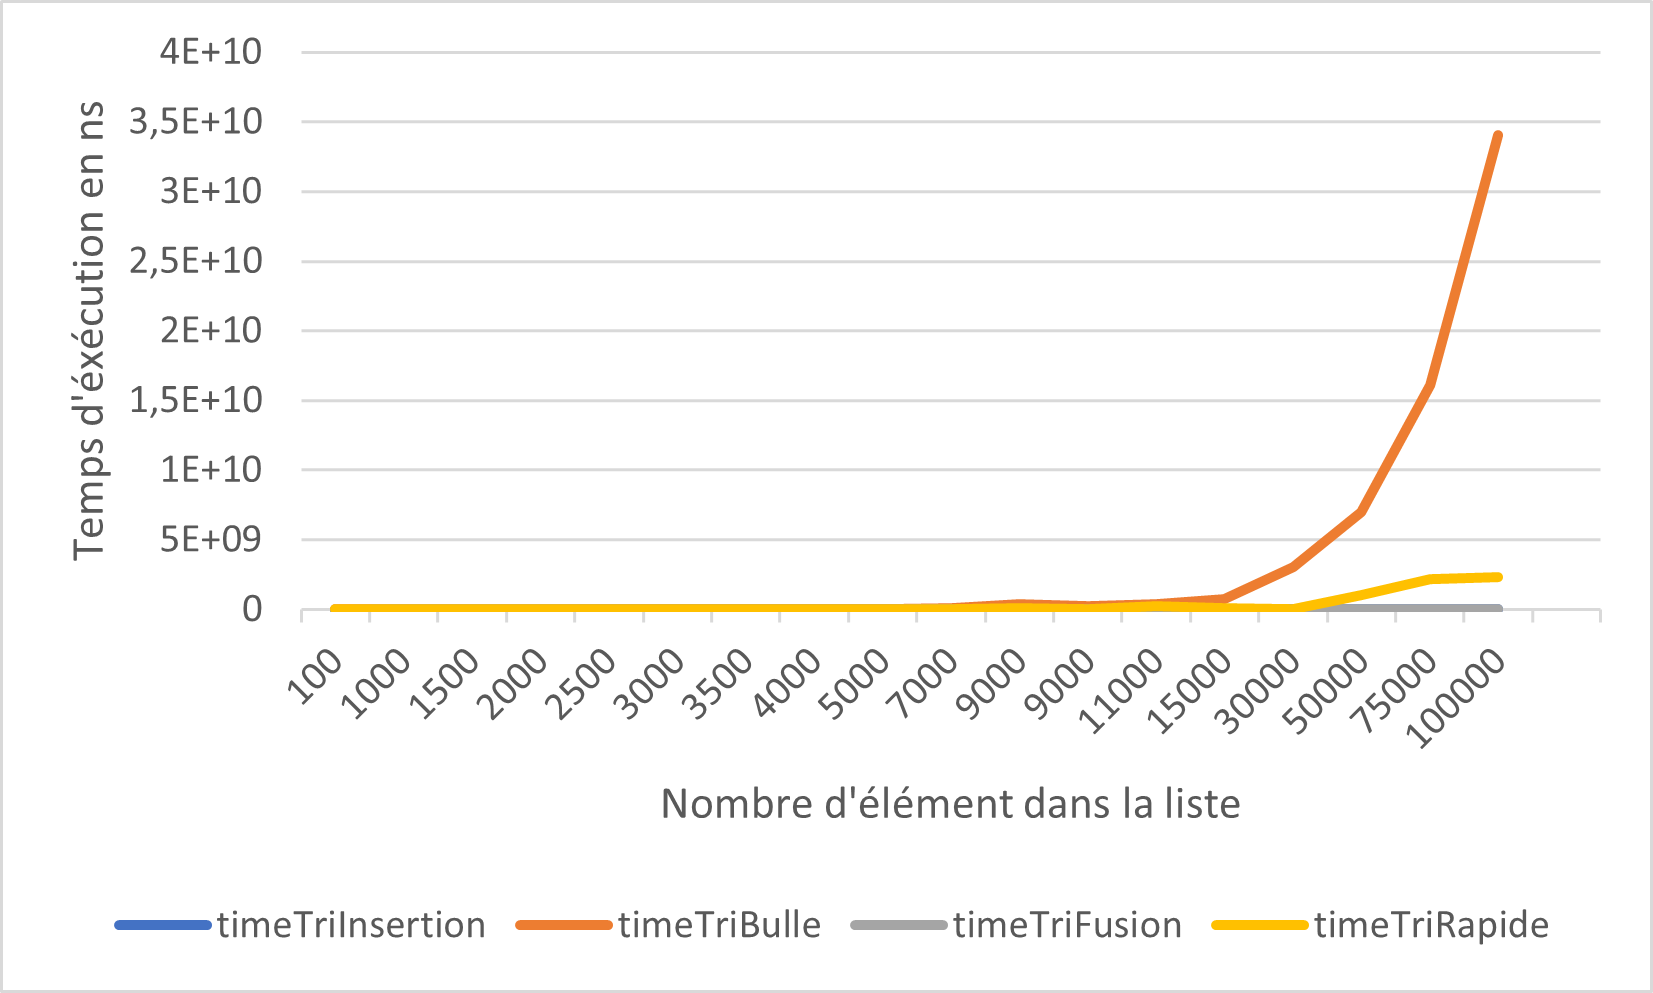 4E+10
3,5E+10
3E+10
2,5E+10
2E+10
1,5E+10
1E+10
5E+09
0
Temps d'éxécution en ns
100
1000
1500
2000
2500
3000
3500
4000
5000
7000
9000
9000
11000
15000
30000
50000
75000
1000000
Nombre d'élément dans la liste
timeTriInsertion timeTriBulle timeTriFusion timeTriRapide